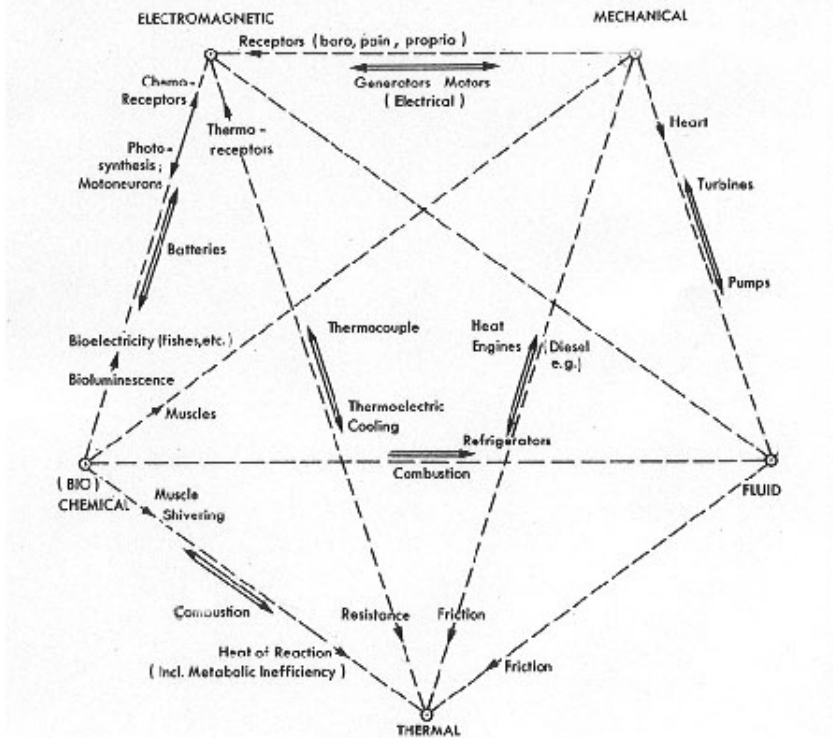 ELECTROMAGNETIC
MECHANICAL
Receptors (baro, pain, proprio)
Generators Motors
(Electrical)
Chemo-
Receptors
Thermo-
receptors
Heart
Photo-
synthesis;
Motoneurons
Turbines
Batteries
Pumps
Bioelectricity (fishes, etc.)
Thermocouple
Heat
Engines
(Diesel
e.g.)
Bioluminescence
Muscles
Thermoelectric
Cooling
Refrigerators
Combustion
(BIO)
CHEMICAL
FLUID
Muscle
Shivering
Combustion
Resistance
Friction
Heat of Reaction
(Incl. Metabolic Inefficiency)
Friction
THERMAL